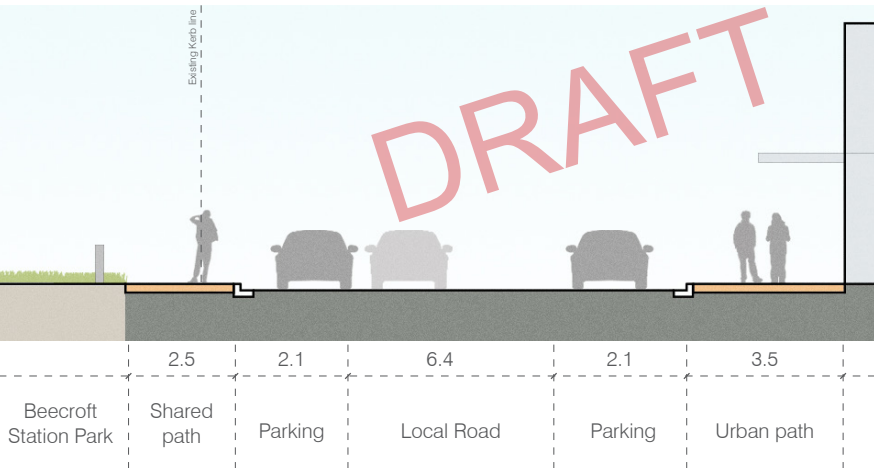 Existing Kerb line
DRAFT
2.5
2.1
6.4
2.1
3.5
Beecroft
Station Park
Shared
path
Parking
Local Road
Parking
Urban path